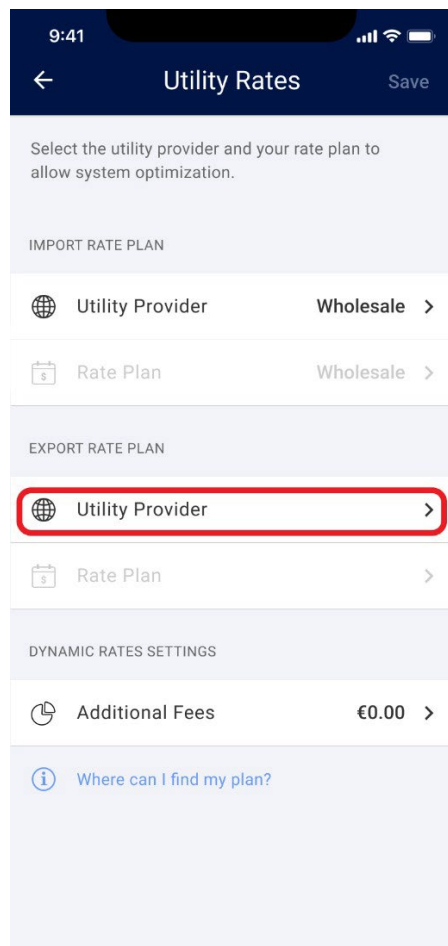 9:41
Utility Rates
Save
Select the utility provider and your rate plan to
allow system optimization.
IMPORT RATE PLAN
Utility Provider Wholesale
$ Rate Plan Wholesale
EXPORT RATE PLAN
Utility Provider
$ Rate Plan
DYNAMIC RATES SETTINGS
Additional Fees €0.00
i Where can I find my plan?